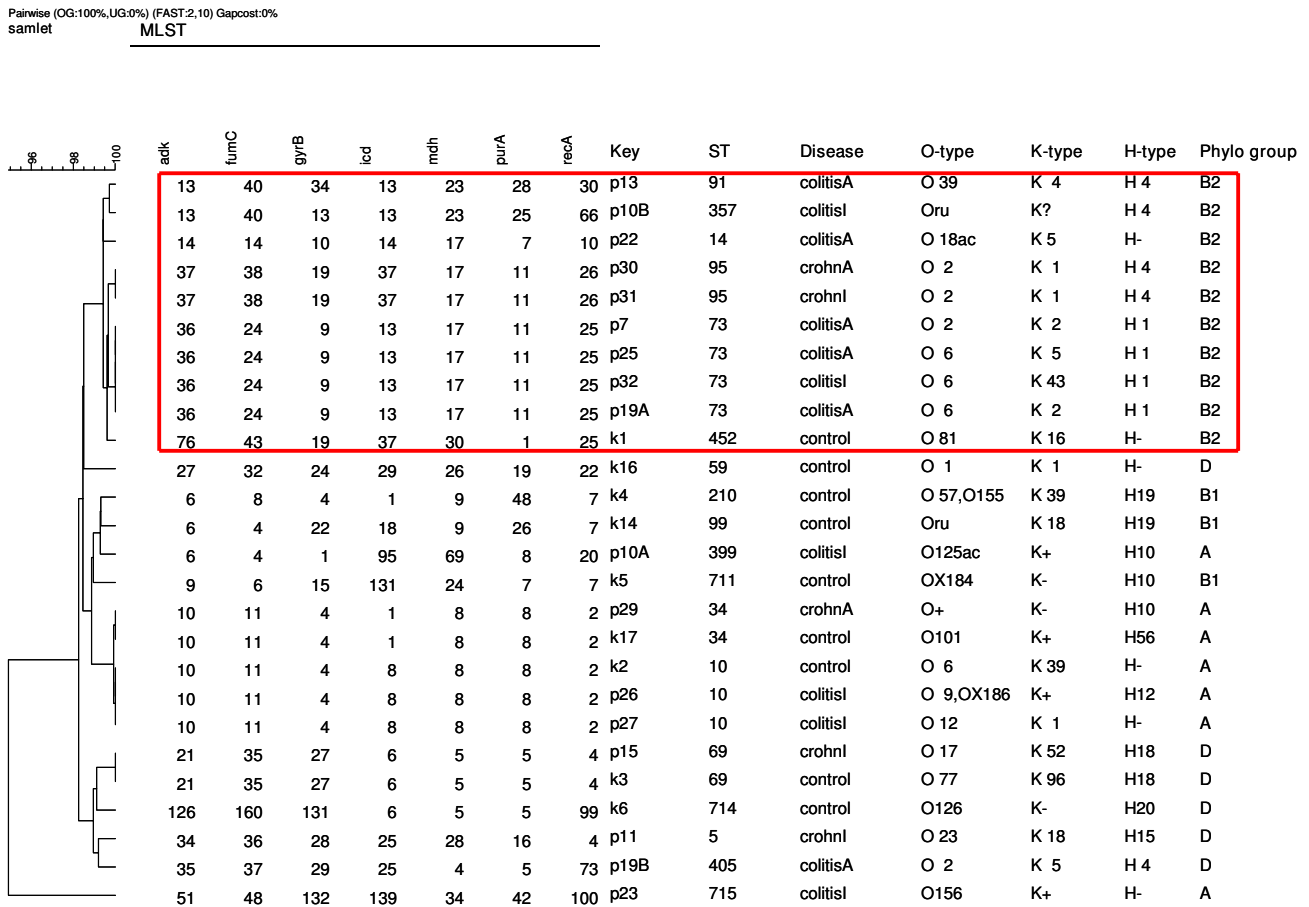 Pairwise (OG:100%,UG:0%) (FAST:2,10) Gapcost:0%
samlet MLST
96 98 100 adk fumC gyrB icd mdh purA recA Key ST Disease O-type K-type H-type Phylo group
13 40 34 13 23 28 30 p13 91 colitisA O 39 K 4 H 4 B2
13 40 13 13 23 25 66 p10B 357 colitisI Oru K? H 4 B2
14 14 10 14 17 7 10 p22 14 colitisA O 18ac K 5 H- B2
37 38 19 37 17 11 26 p30 95 crohnA O 2 K 1 H 4 B2
37 38 19 37 17 11 26 p31 95 crohnI O 2 K 1 H 4 B2
36 24 9 13 17 11 25 p7 73 colitisA O 2 K 2 H 1 B2
36 24 9 13 17 11 25 p25 73 colitisA O 6 K 5 H 1 B2
36 24 9 13 17 11 25 p32 73 colitisI O 6 K 43 H 1 B2
36 24 9 13 17 11 25 p19A 73 colitisA O 6 K 2 H 1 B2
76 43 19 37 30 1 25 k1 452 control O 81 K 16 H- B2
27 32 24 29 26 19 22 k16 59 control O 1 K 1 H- D
6 8 4 1 9 48 7 k4 210 control O 57,O155 K 39 H19 B1
6 4 22 18 9 26 7 k14 99 control Oru K 18 H19 B1
6 4 1 95 69 8 20 p10A 399 colitisI O125ac K+ H10 A
9 6 15 131 24 7 7 k5 711 control OX184 K- H10 B1
10 11 4 1 8 8 2 p29 34 crohnA O+ K- H10 A
10 11 4 1 8 8 2 k17 34 control O101 K+ H56 A
10 11 4 8 8 8 2 k2 10 control O 6 K 39 H- A
10 11 4 8 8 8 2 p26 10 colitisI O 9,OX186 K+ H12 A
10 11 4 8 8 8 2 p27 10 colitisI O 12 K 1 H- A
21 35 27 6 5 5 4 p15 69 crohnI O 17 K 52 H18 D
21 35 27 6 5 5 4 k3 69 control O 77 K 96 H18 D
126 160 131 6 5 5 99 k6 714 control O126 K- H20 D
34 36 28 25 28 16 4 p11 5 crohnI O 23 K 18 H15 D
35 37 29 25 4 5 73 p19B 405 colitisA O 2 K 5 H 4 D
51 48 132 139 34 42 100 p23 715 colitisI O156 K+ H- A